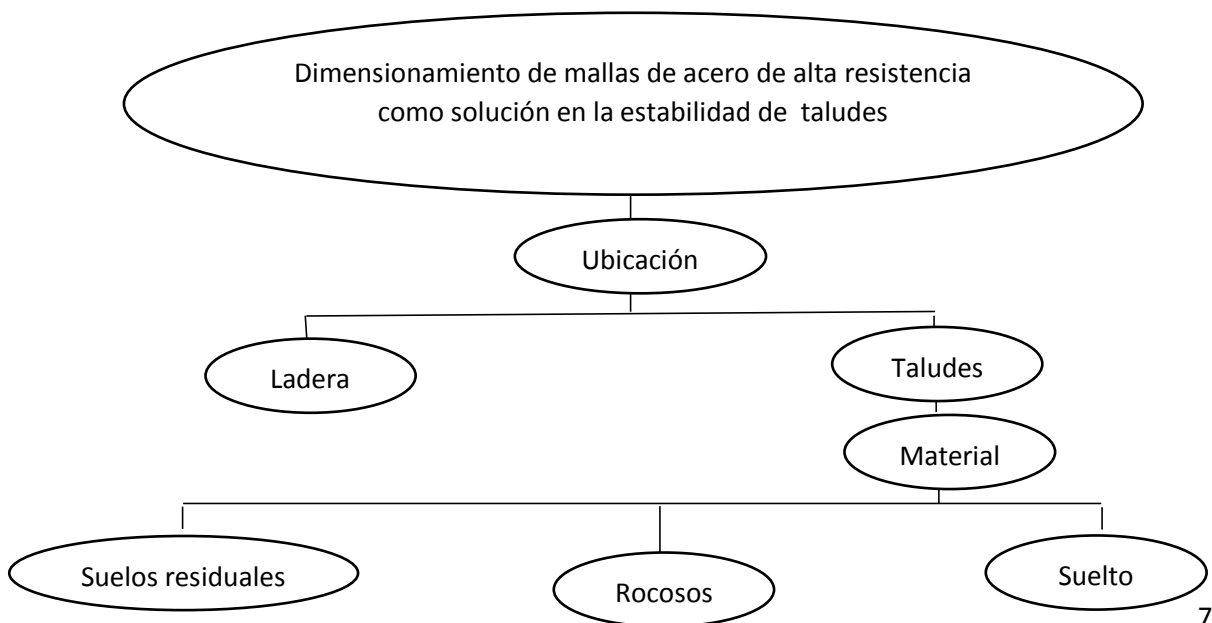 Dimensionamiento de mallas de acero de alta resistencia
como solución en la estabilidad de taludes
Ubicación
Ladera
Taludes
Material
Suelos residuales
Rocosos
Suelto
7